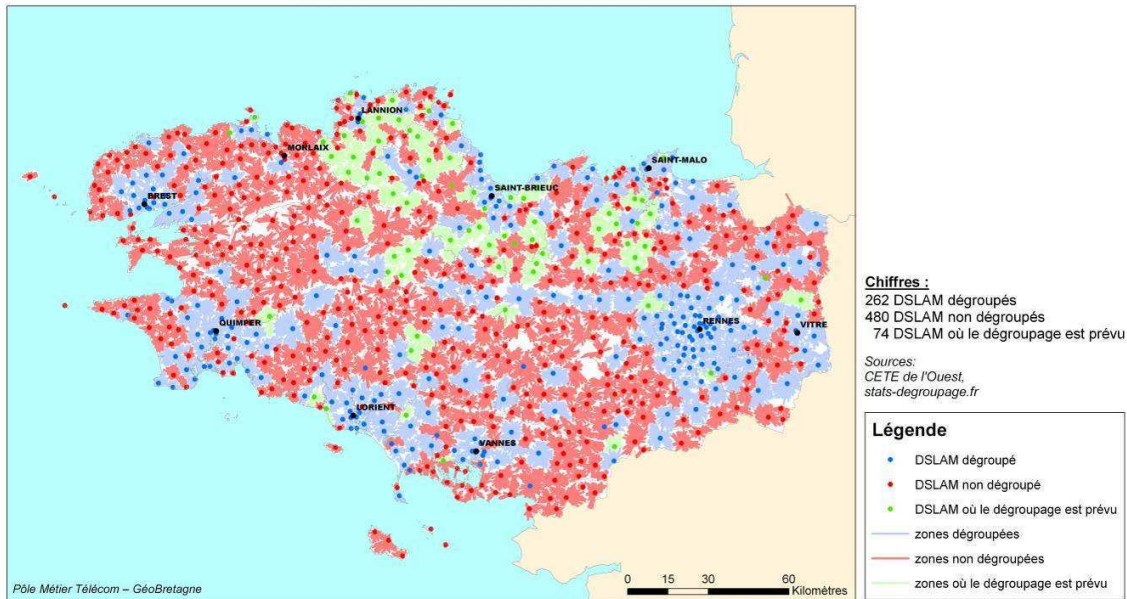 LANNION
MORLAIX
SAINT-MALO
SAINT-BRIEUC
BREST
QUIMPER
RENNES
VITRE
LORIENT
VANNES
Chiffres :
262 DSLAM dégroupés
480 DSLAM non dégroupés
74 DSLAM où le dégroupage est prévu
Sources:
CETE de l'Ouest,
stats-degroupage.fr
Légende
DSLAM dégroupé
DSLAM non dégroupé
DSLAM où le dégroupage est prévu
zones dégroupées
zones non dégroupées
zones où le dégroupage est prévu
0 15 30 60
Kilomètres
Pôle Métier Télécom – GéoBretagne